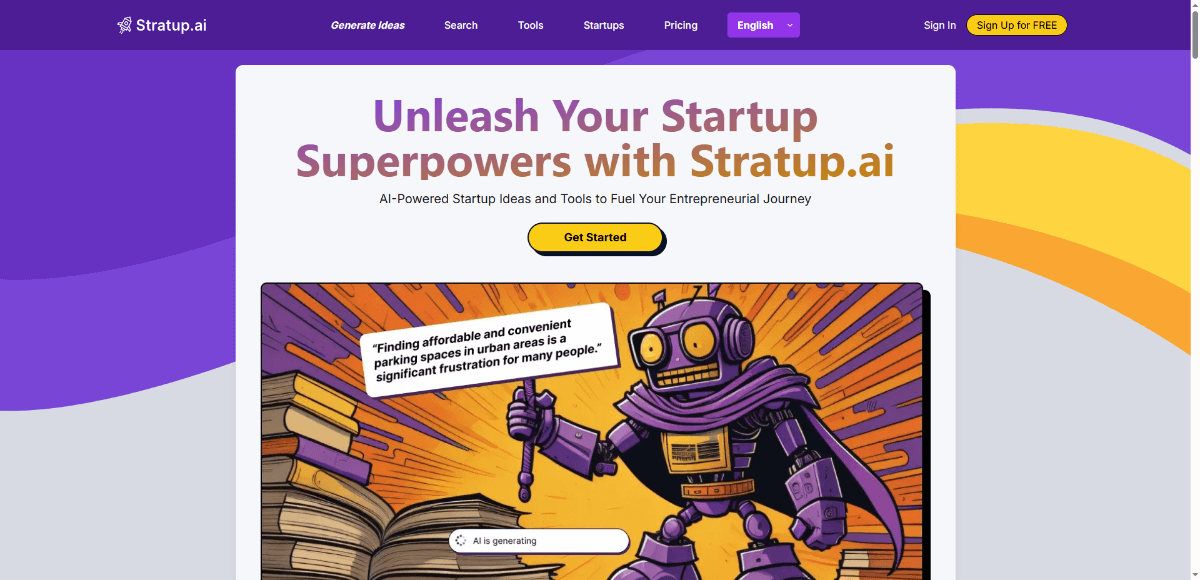 Stratup.ai
Generate Ideas
Search
Tools
Startups
Pricing
English
Sign In
Sign Up for FREE
Unleash Your Startup
Superpowers with Stratup.ai
AI-Powered Startup Ideas and Tools to Fuel Your Entrepreneurial Journey
Get Started
“Finding affordable and convenient
parking spaces in urban areas is a
significant frustration for many people.”
AI is generating